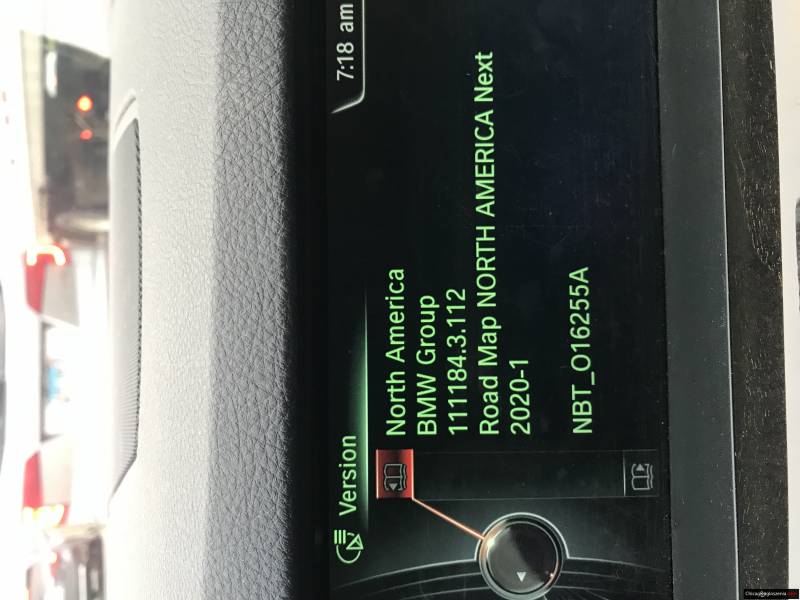 7:18 am
Version
North America
BMW Group
111184.3.112
Road Map NORTH AMERICA Next
2020-1
NBT_O16255A